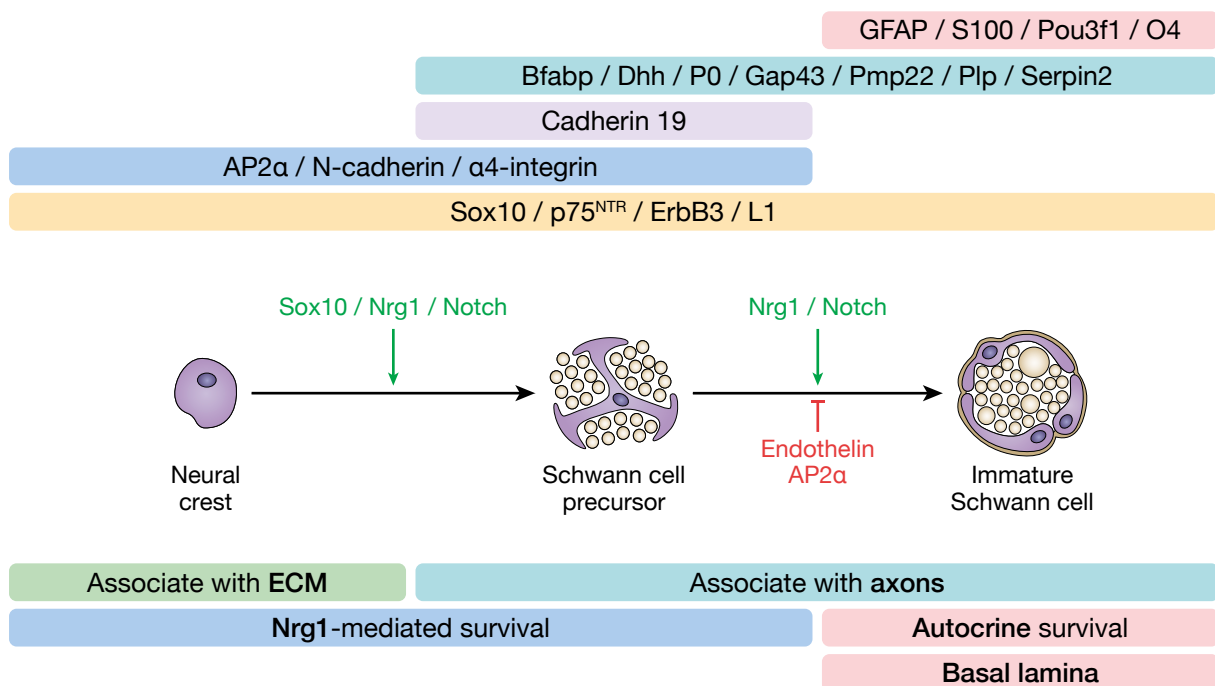 GFAP / S100 / Pou3f1 / O4
Bfabp / Dhh / P0 / Gap43 / Pmp22 / Plp / Serpin2
Cadherin 19
AP2α / N-cadherin / α4-integrin
Sox10 / p75NTR / ErbB3 / L1
Sox10 / Nrg1 / Notch
Nrg1 / Notch
Endothelin
AP2α
Neural
crest
Schwann cell
precursor
Immature
Schwann cell
Associate with ECM
Associate with axons
Nrg1-mediated survival
Autocrine survival
Basal lamina